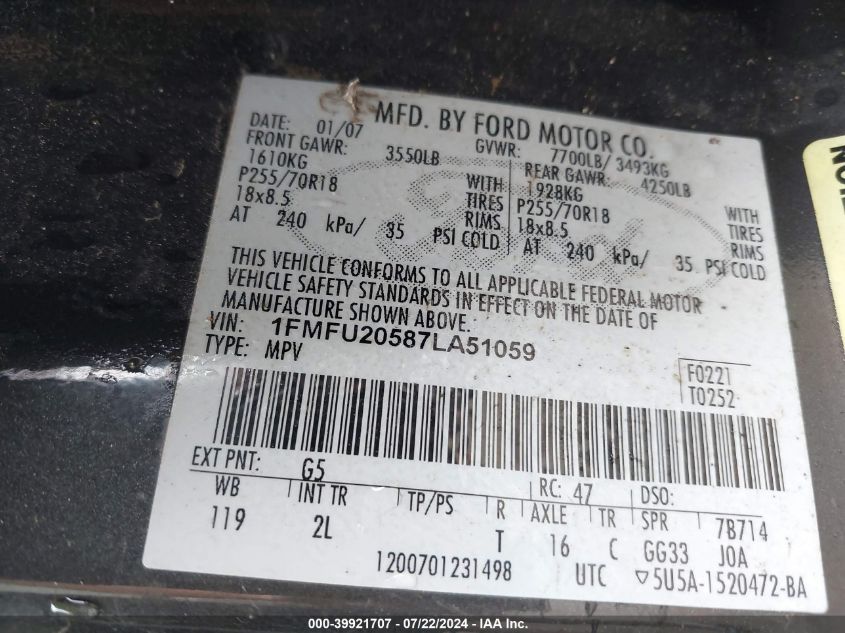 MFD. BY FORD MOTOR CO.
DATE: 01/07 GVWR: 7700LB/ 3493KG
FRONT GAWR: 3550LB REAR GAWR: 4250LB
1610KG WITH 1928KG WITH
P255/70R18 TIRES P255/70R18 TIRES
18x8.5 RIMS 18x8.5 RIMS
AT 240 kPa/ 35 PSI COLD AT 240 kPa/ 35 PSI COLD
Ford
THIS VEHICLE CONFORMS TO ALL APPLICABLE FEDERAL MOTOR
VEHICLE SAFETY STANDARDS IN EFFECT ON THE DATE OF
MANUFACTURE SHOWN ABOVE.
VIN: 1FMFU20587LA51059
TYPE: MPV
F0221
T0252
EXT PNT: G5 RC: 47 DSO:
WB INT TR TP/PS R AXLE TR SPR 7B714
119 2L T 16 C GG33 JOA
1200701231498 UTC ▽5U5A-1520472-BA
000-39921707 - 07/22/2024 - IAAI.com, Inc.